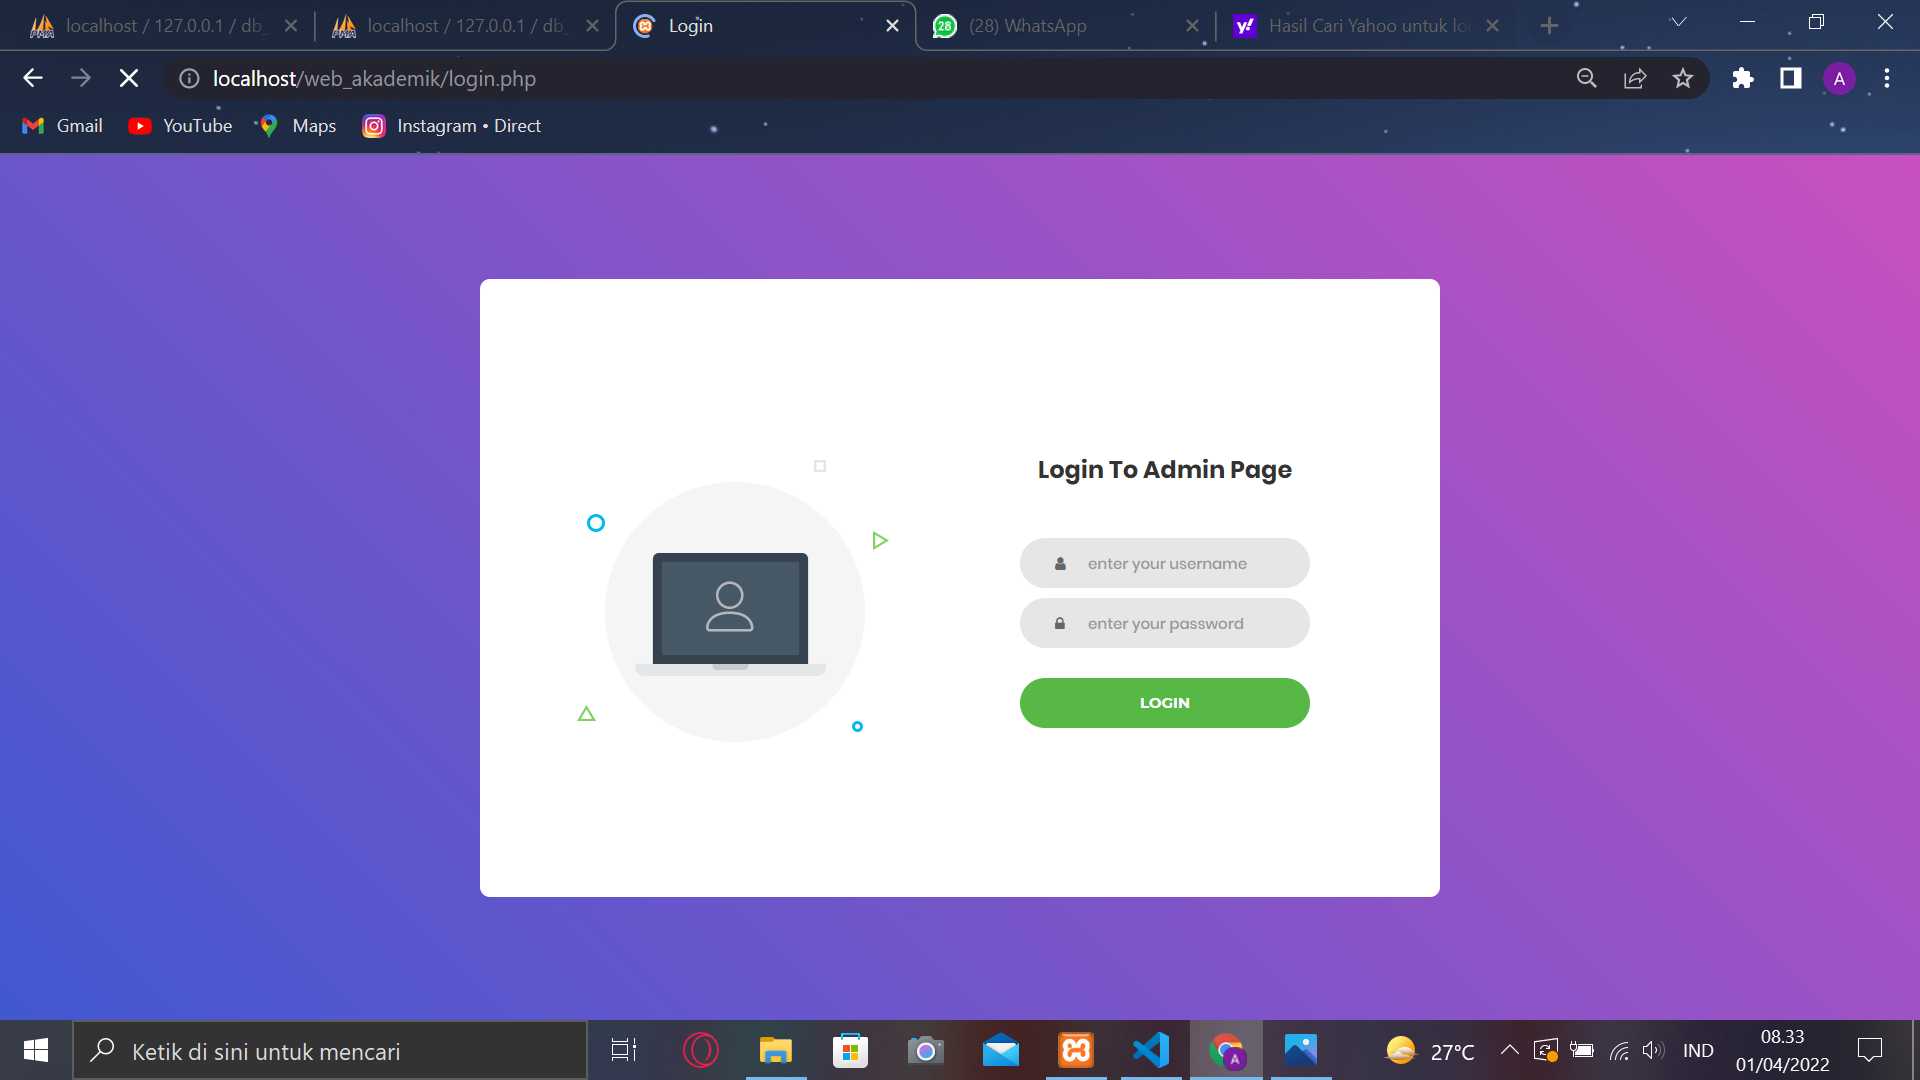 localhost / 127.0.0.1 / db_
localhost / 127.0.0.1 / db_
Login
28
(28) WhatsApp
y!
Hasil Cari Yahoo untuk lo
localhost/web_akademik/login.php
A
Gmail
YouTube
Maps
Instagram • Direct
Login To Admin Page
enter your username
enter your password
LOGIN
Ketik di sini untuk mencari
A
27°C
IND
08.33
01/04/2022